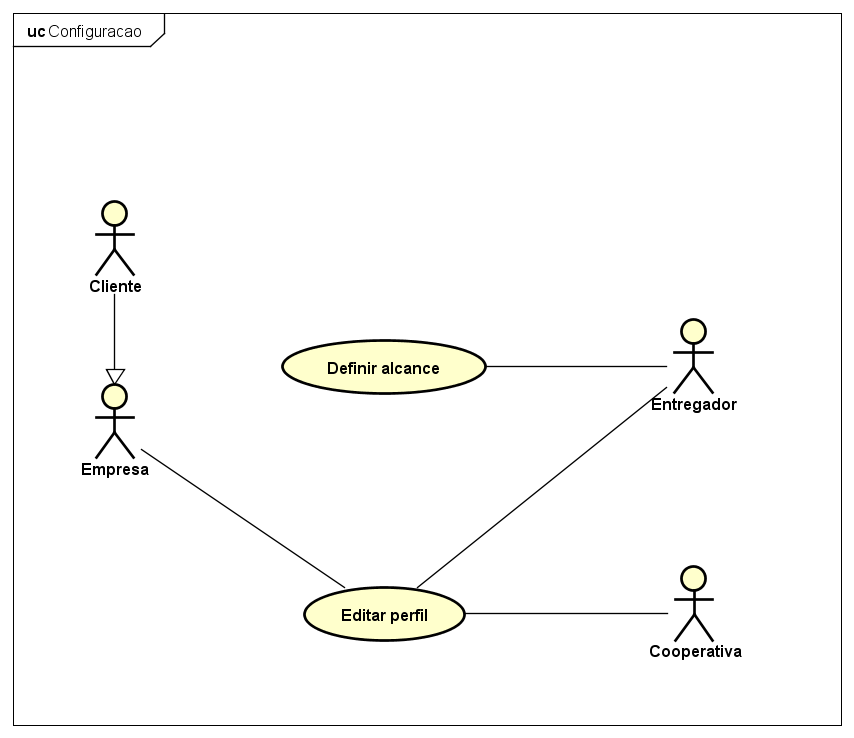 uc Configuracao
Cliente
Definir alcance
Entregador
Empresa
Editar perfil
Cooperativa